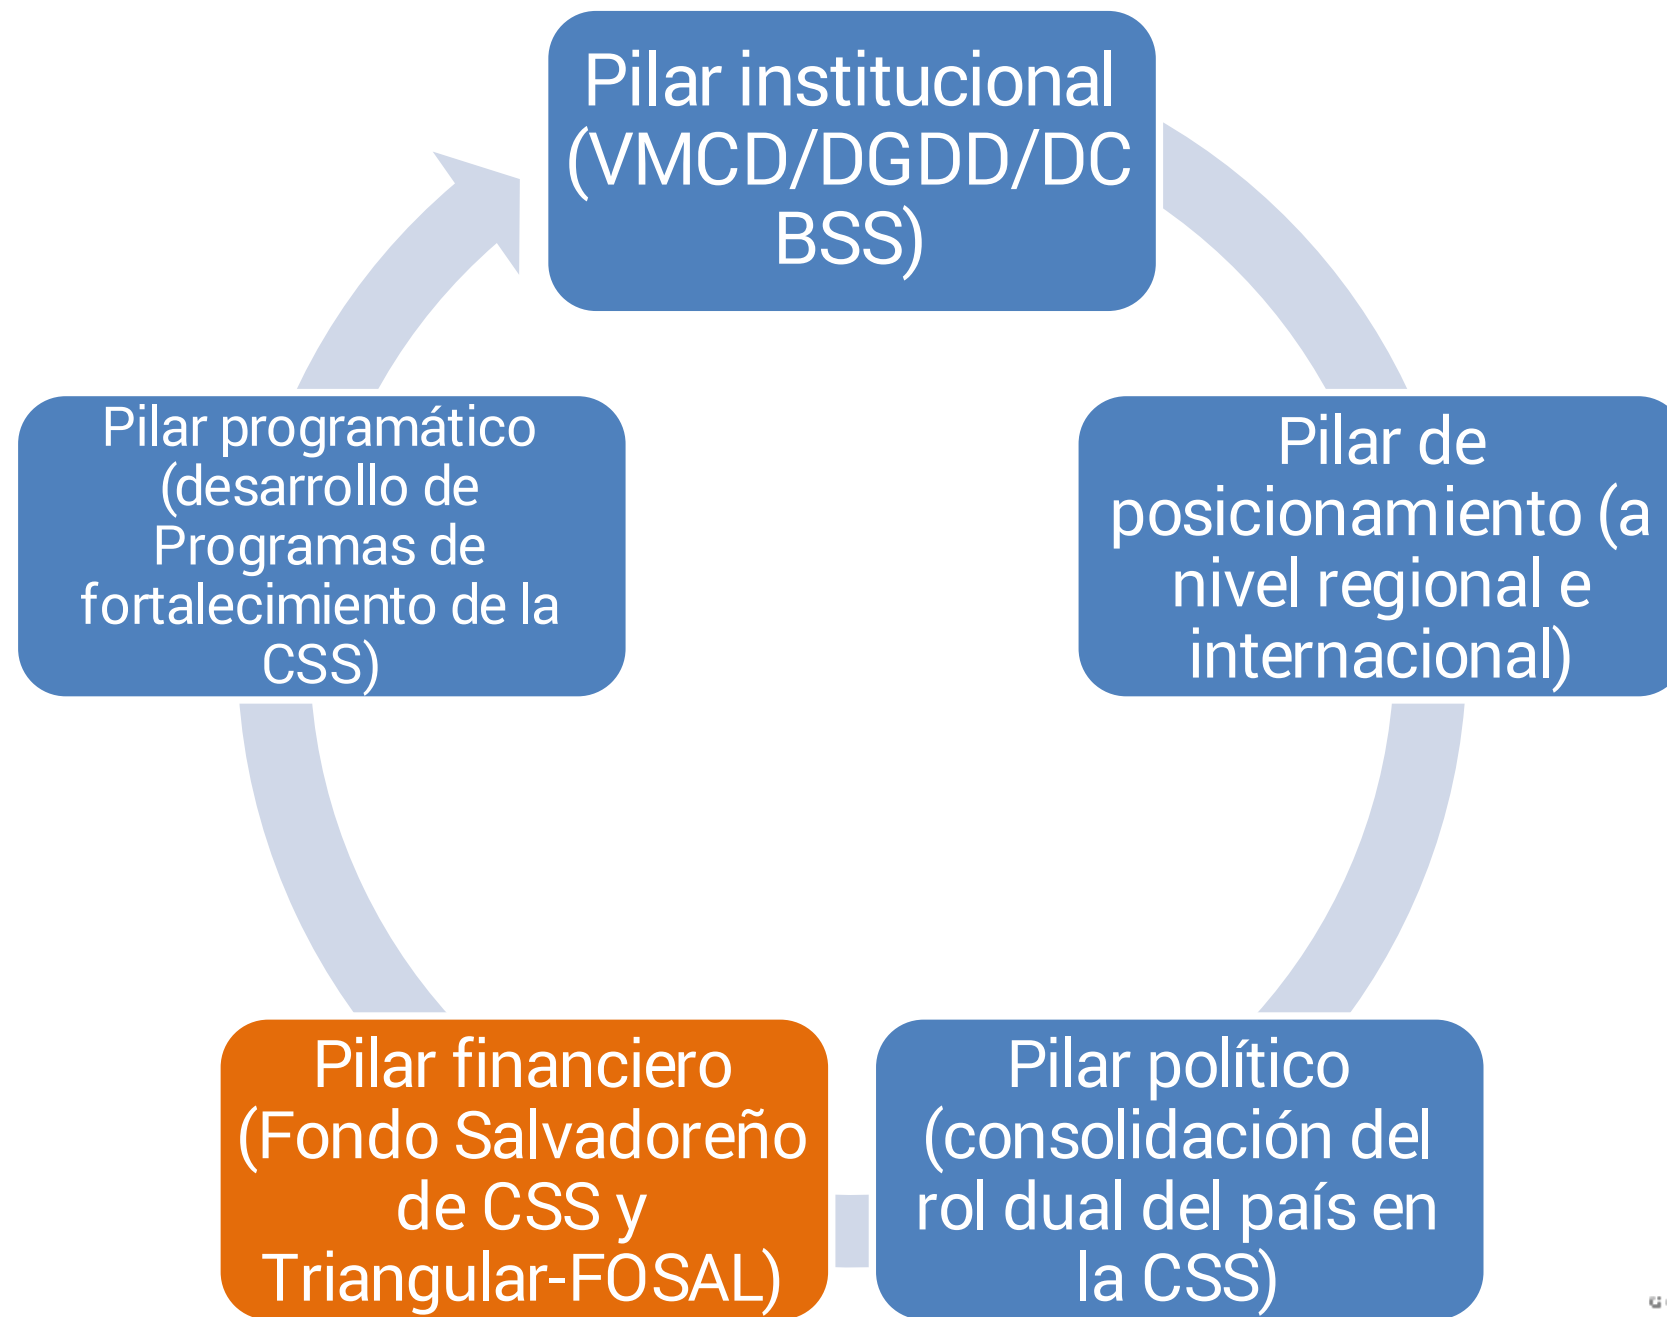 Pilar institucional
(VMCD/DGDD/DC
BSS)
Pilar de
posicionamiento (a
nivel regional e
internacional)
Pilar político
(consolidación del
rol dual del país en
la CSS)
Pilar financiero
(Fondo Salvadoreño
de CSS y
Triangular-FOSAL)
Pilar programático
(desarrollo de
Programas de
fortalecimiento de la
CSS)